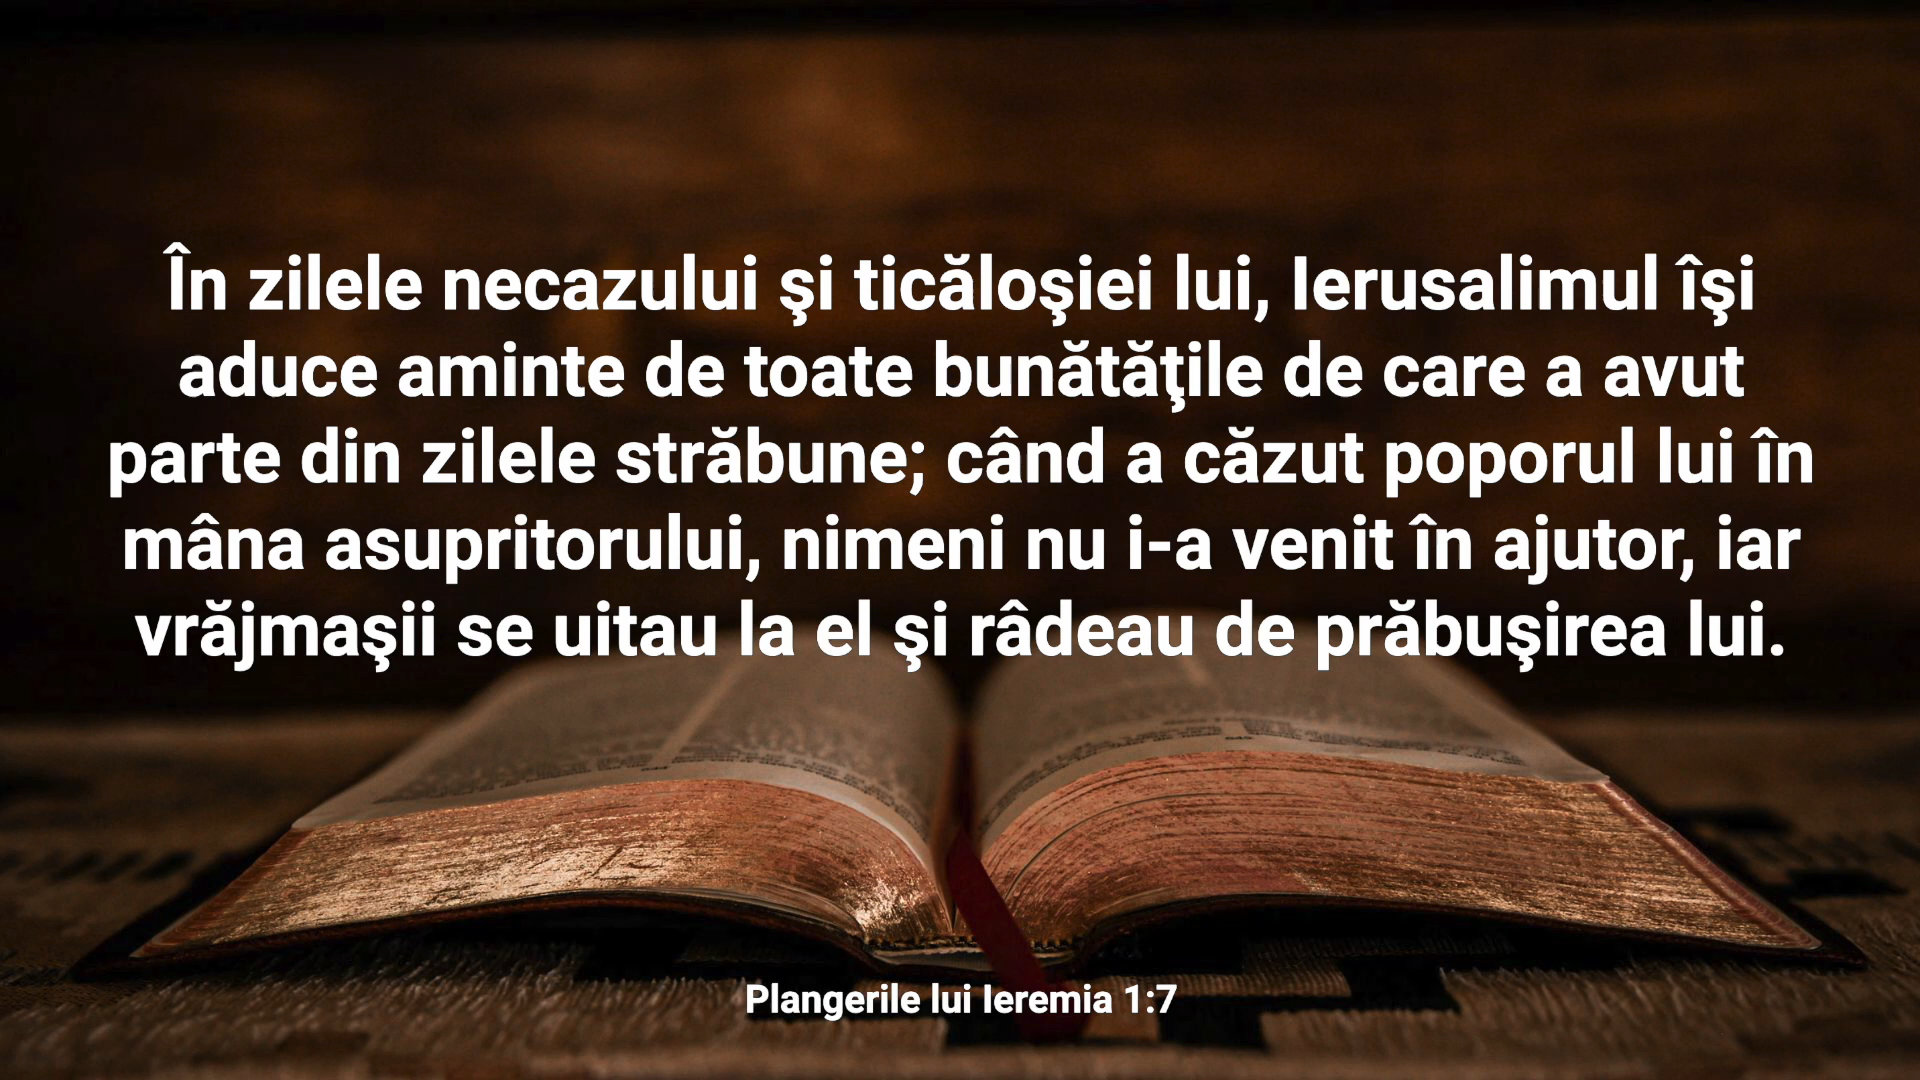 În zilele necazului şi ticăloşiei lui, Ierusalimul îşi
aduce aminte de toate bunătăţile de care a avut
parte din zilele străbune; când a căzut poporul lui în
mâna asupritorului, nimeni nu i-a venit în ajutor, iar
vrăjmaşii se uitau la el şi râdeau de prăbuşirea lui.
Plangerile lui Ieremia 1:7